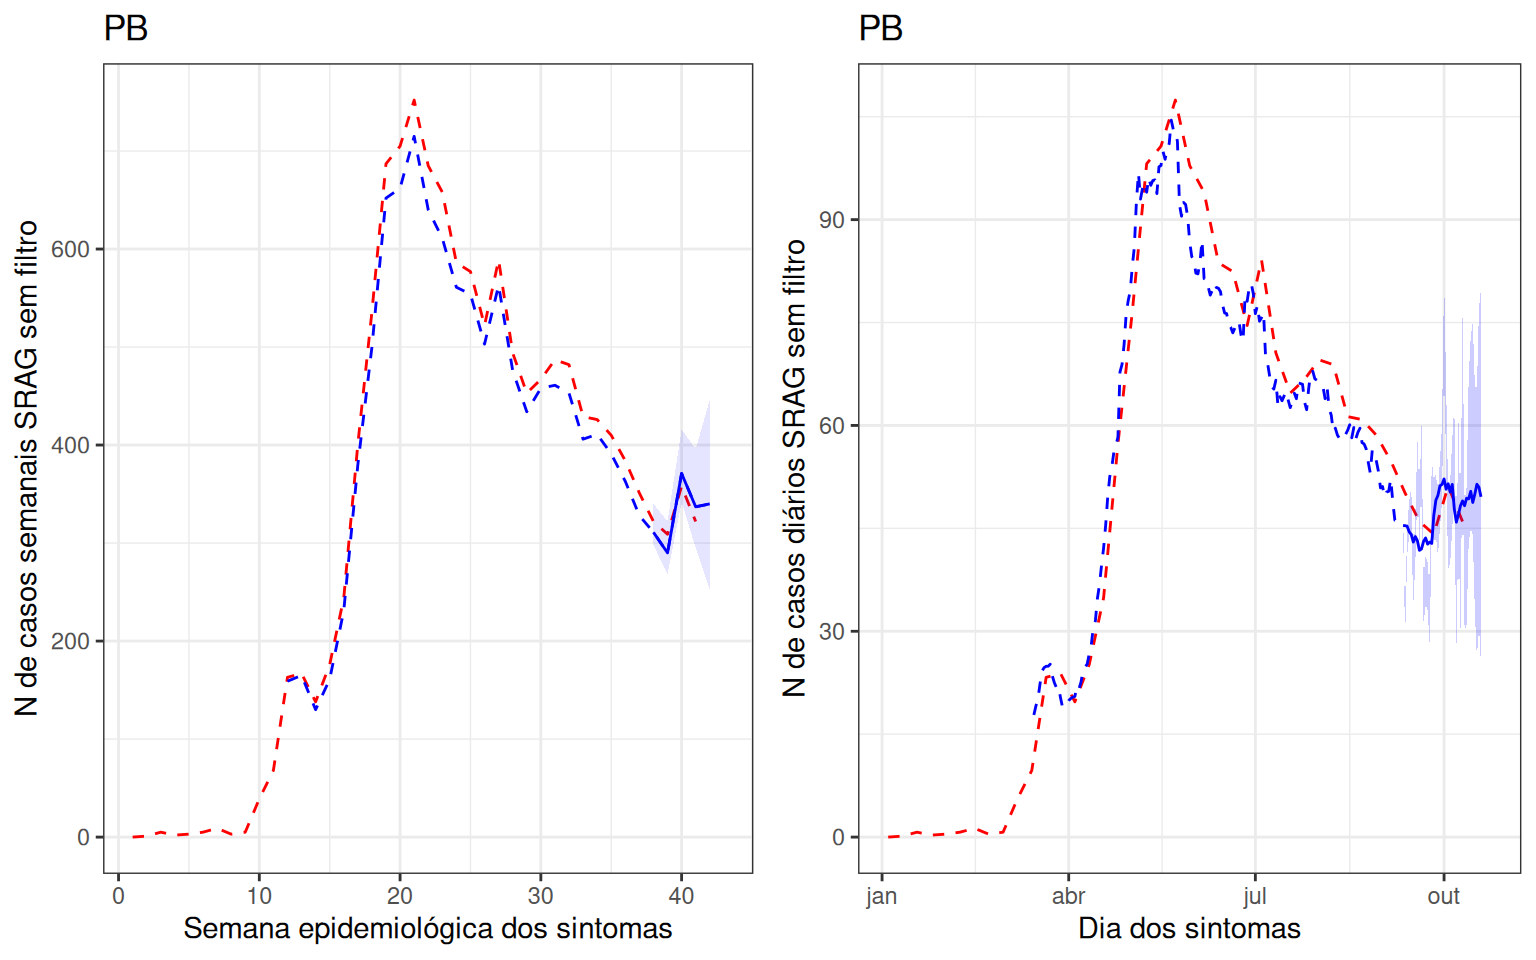 PB
N de casos semanais SRAG sem filtro
600
400
200
0
0 10 20 30 40
Semana epidemiológica dos sintomas
PB
N de casos diários SRAG sem filtro
90
60
30
0
jan abr jul out
Dia dos sintomas